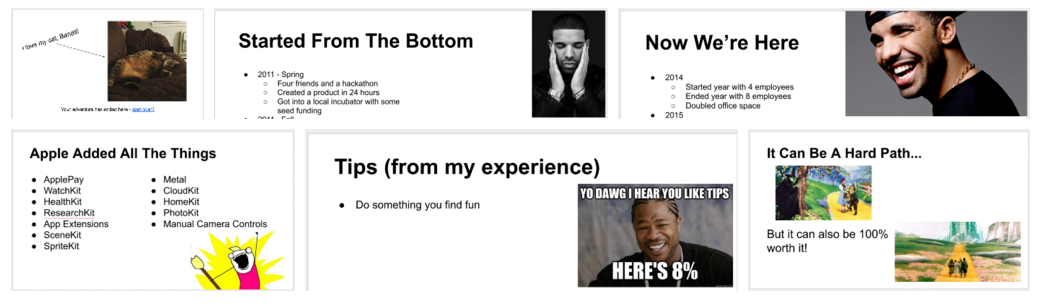 I love my cat, Bandit!
Your adventure has ended here - start over?
Started From The Bottom
● 2011 - Spring
○ Four friends and a hackathon
○ Created a product in 24 hours
○ Got into a local incubator with some
seed funding
● 2011 - Fall
Now We're Here
● 2014
○ Started year with 4 employees
○ Ended year with 8 employees
○ Doubled office space
● 2015
Apple Added All The Things
● ApplePay
● WatchKit
● HealthKit
● ResearchKit
● App Extensions
● SceneKit
● SpriteKit
● Metal
● CloudKit
● HomeKit
● PhotoKit
● Manual Camera Controls
Tips (from my experience)
● Do something you find fun
YO DAWG I HEAR YOU LIKE TIPS
HERE'S 8%
It Can Be A Hard Path...
But it can also be 100%
worth it!